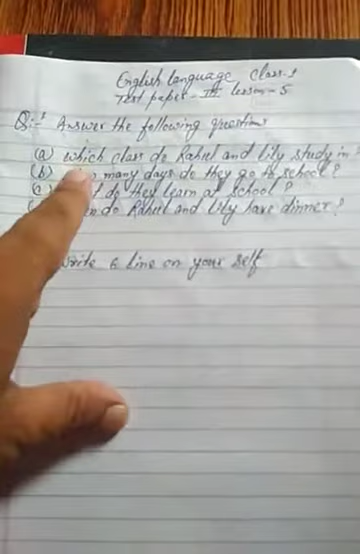 English language class-1
Test paper-III lesson-5
Q:-1 Answer the following questions
(a) which class do Rahul and Lily study in?
(b) many days do they go to school?
(c) do they learn at school?
do Rahul and Lily have dinner?
write a line on your self